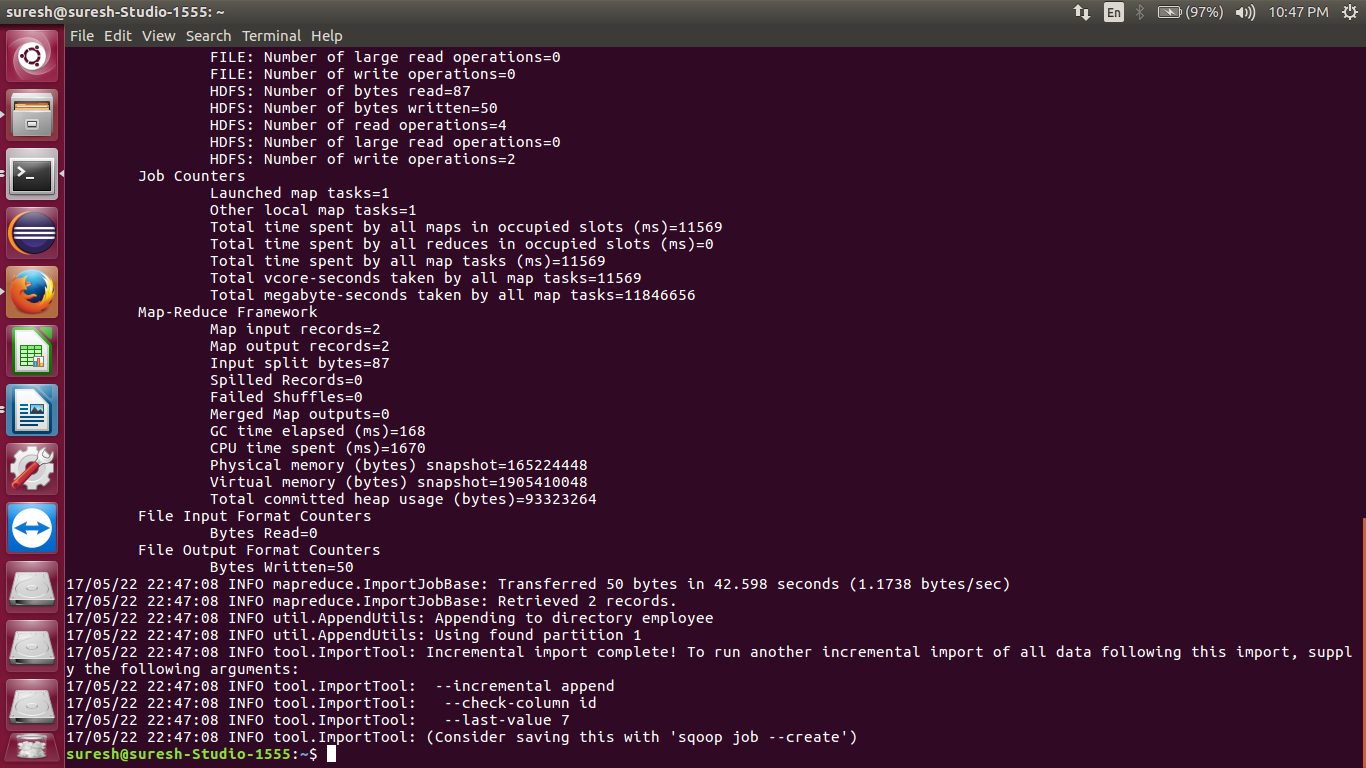 suresh@suresh-Studio-1555: ~
En
(97%)
10:47 PM
File Edit View Search Terminal Help
FILE: Number of large read operations=0
FILE: Number of write operations=0
HDFS: Number of bytes read=87
HDFS: Number of bytes written=50
HDFS: Number of read operations=4
HDFS: Number of large read operations=0
HDFS: Number of write operations=2
Job Counters
Launched map tasks=1
Other local map tasks=1
Total time spent by all maps in occupied slots (ms)=11569
Total time spent by all reduces in occupied slots (ms)=0
Total time spent by all map tasks (ms)=11569
Total vcore-seconds taken by all map tasks=11569
Total megabyte-seconds taken by all map tasks=11846656
Map-Reduce Framework
Map input records=2
Map output records=2
Input split bytes=87
Spilled Records=0
Failed Shuffles=0
Merged Map outputs=0
GC time elapsed (ms)=168
CPU time spent (ms)=1670
Physical memory (bytes) snapshot=165224448
Virtual memory (bytes) snapshot=1905410048
Total committed heap usage (bytes)=93323264
File Input Format Counters
Bytes Read=0
File Output Format Counters
Bytes Written=50
17/05/22 22:47:08 INFO mapreduce.ImportJobBase: Transferred 50 bytes in 42.598 seconds (1.1738 bytes/sec)
17/05/22 22:47:08 INFO mapreduce.ImportJobBase: Retrieved 2 records.
17/05/22 22:47:08 INFO util.AppendUtils: Appending to directory employee
17/05/22 22:47:08 INFO util.AppendUtils: Using found partition 1
17/05/22 22:47:08 INFO tool.ImportTool: Incremental import complete! To run another incremental import of all data following this import, suppl
y the following arguments:
17/05/22 22:47:08 INFO tool.ImportTool:  --incremental append
17/05/22 22:47:08 INFO tool.ImportTool:   --check-column id
17/05/22 22:47:08 INFO tool.ImportTool:   --last-value 7
17/05/22 22:47:08 INFO tool.ImportTool: (Consider saving this with 'sqoop job --create')
suresh@suresh-Studio-1555:~$